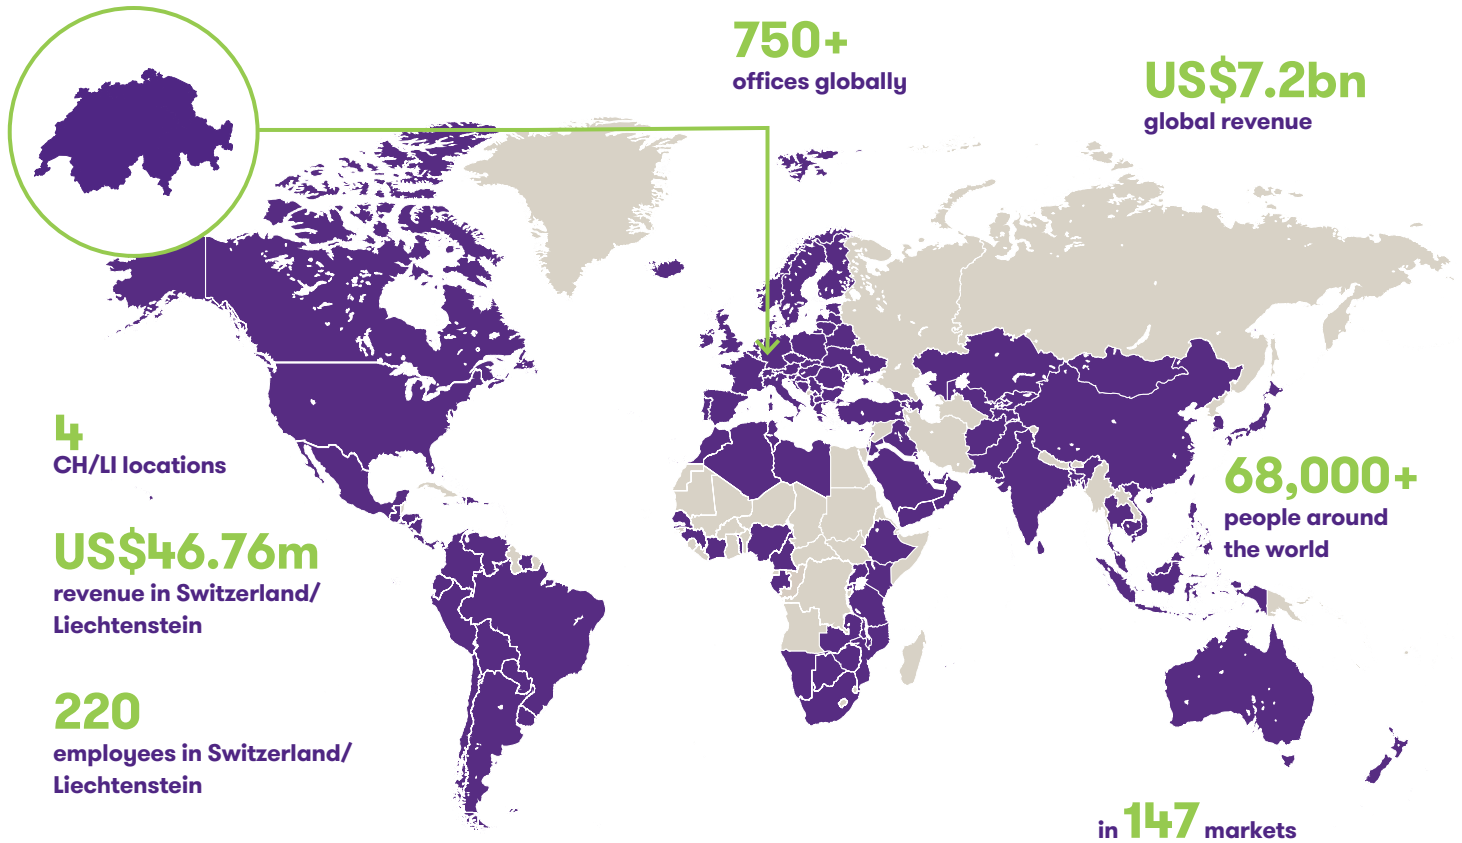 750+
offices globally
US$7.2bn
global revenue
4
CH/LI locations
US$46.76m
revenue in Switzerland/
Liechtenstein
220
employees in Switzerland/
Liechtenstein
68,000+
people around
the world
in 147 markets